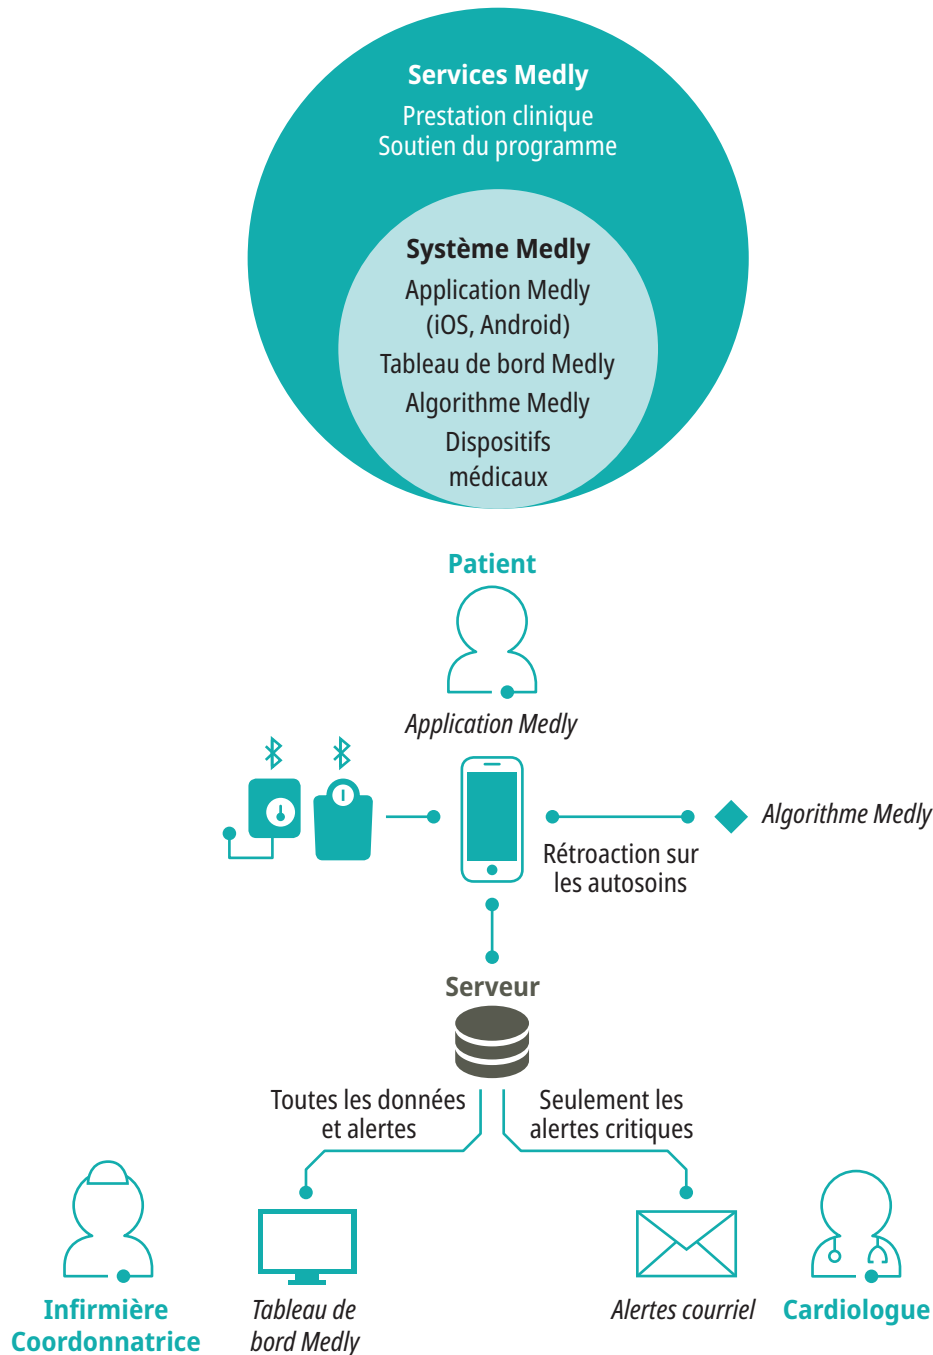 Services Medly
Prestation clinique
Soutien du programme
Système Medly
Application Medly
(iOS, Android)
Tableau de bord Medly
Algorithme Medly
Dispositifs
médicaux
Patient
Application Medly
Algorithme Medly
Rétroaction sur
les autosoins
Serveur
Toutes les données
et alertes
Seulement les
alertes critiques
Infirmière
Coordonnatrice
Tableau de
bord Medly
Alertes courriel
Cardiologue